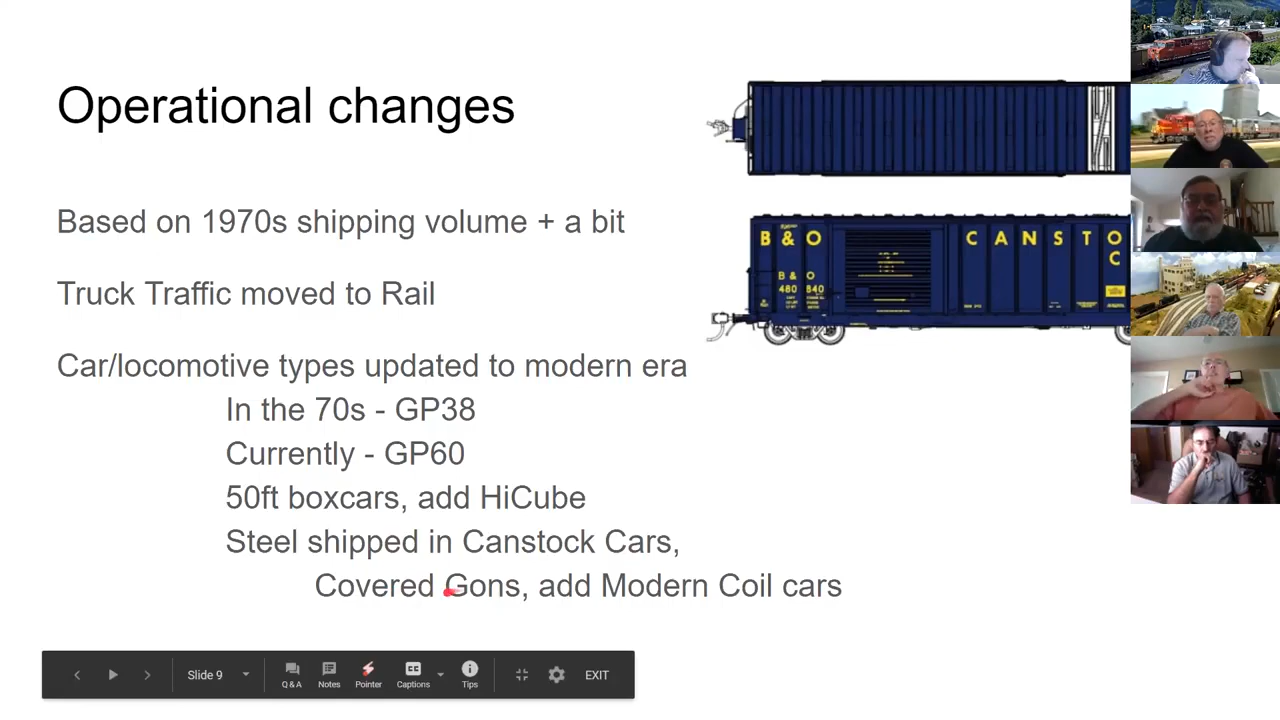 Operational changes
Based on 1970s shipping volume + a bit
Truck Traffic moved to Rail
Car/locomotive types updated to modern era
In the 70s - GP38
Currently - GP60
50ft boxcars, add HiCube
Steel shipped in Canstock Cars,
Covered Gons, add Modern Coil cars
B & O CANSTO
C
B & O
480 840
Slide 9
Q & A
Notes
Pointer
Captions
Tips
EXIT